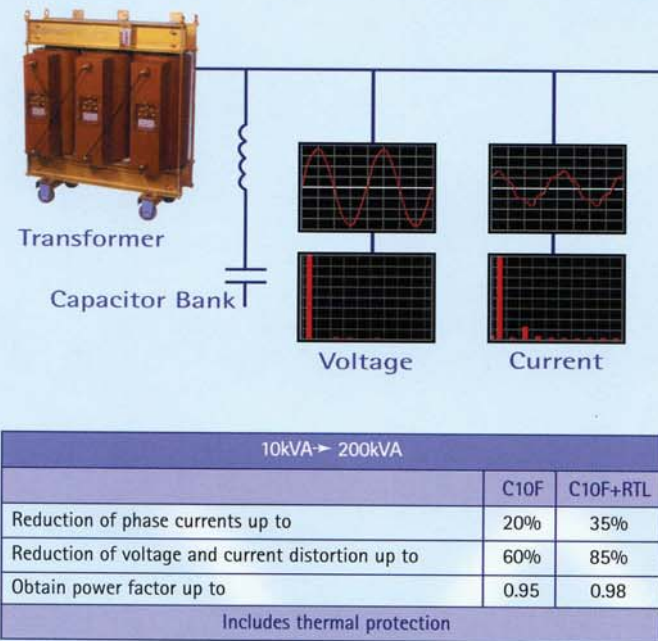 Transformer
Capacitor Bank
Voltage
Current
10kVA➛ 200kVA
C10F C10F+RTL
Reduction of phase currents up to 20% 35%
Reduction of voltage and current distortion up to 60% 85%
Obtain power factor up to 0.95 0.98
Includes thermal protection